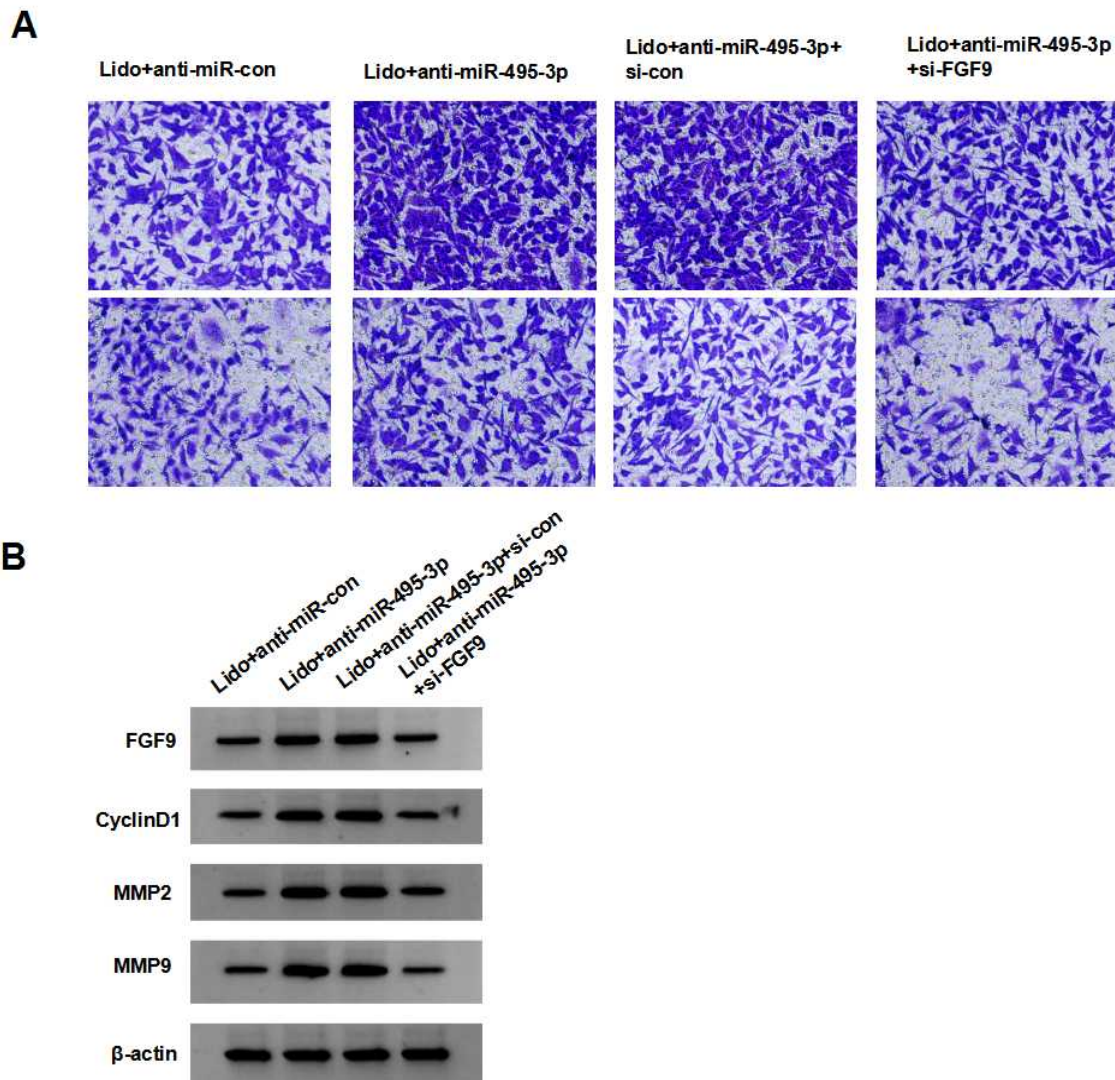 A
Lido+anti-miR-con
Lido+anti-miR-495-3p
Lido+anti-miR-495-3p+
si-con
Lido+anti-miR-495-3p
+si-FGF9
B
Lido+anti-miR-con
Lido+anti-miR-495-3p
Lido+anti-miR-495-3p+si-con
Lido+anti-miR-495-3p
+si-FGF9
FGF9
CyclinD1
MMP2
MMP9
β-actin